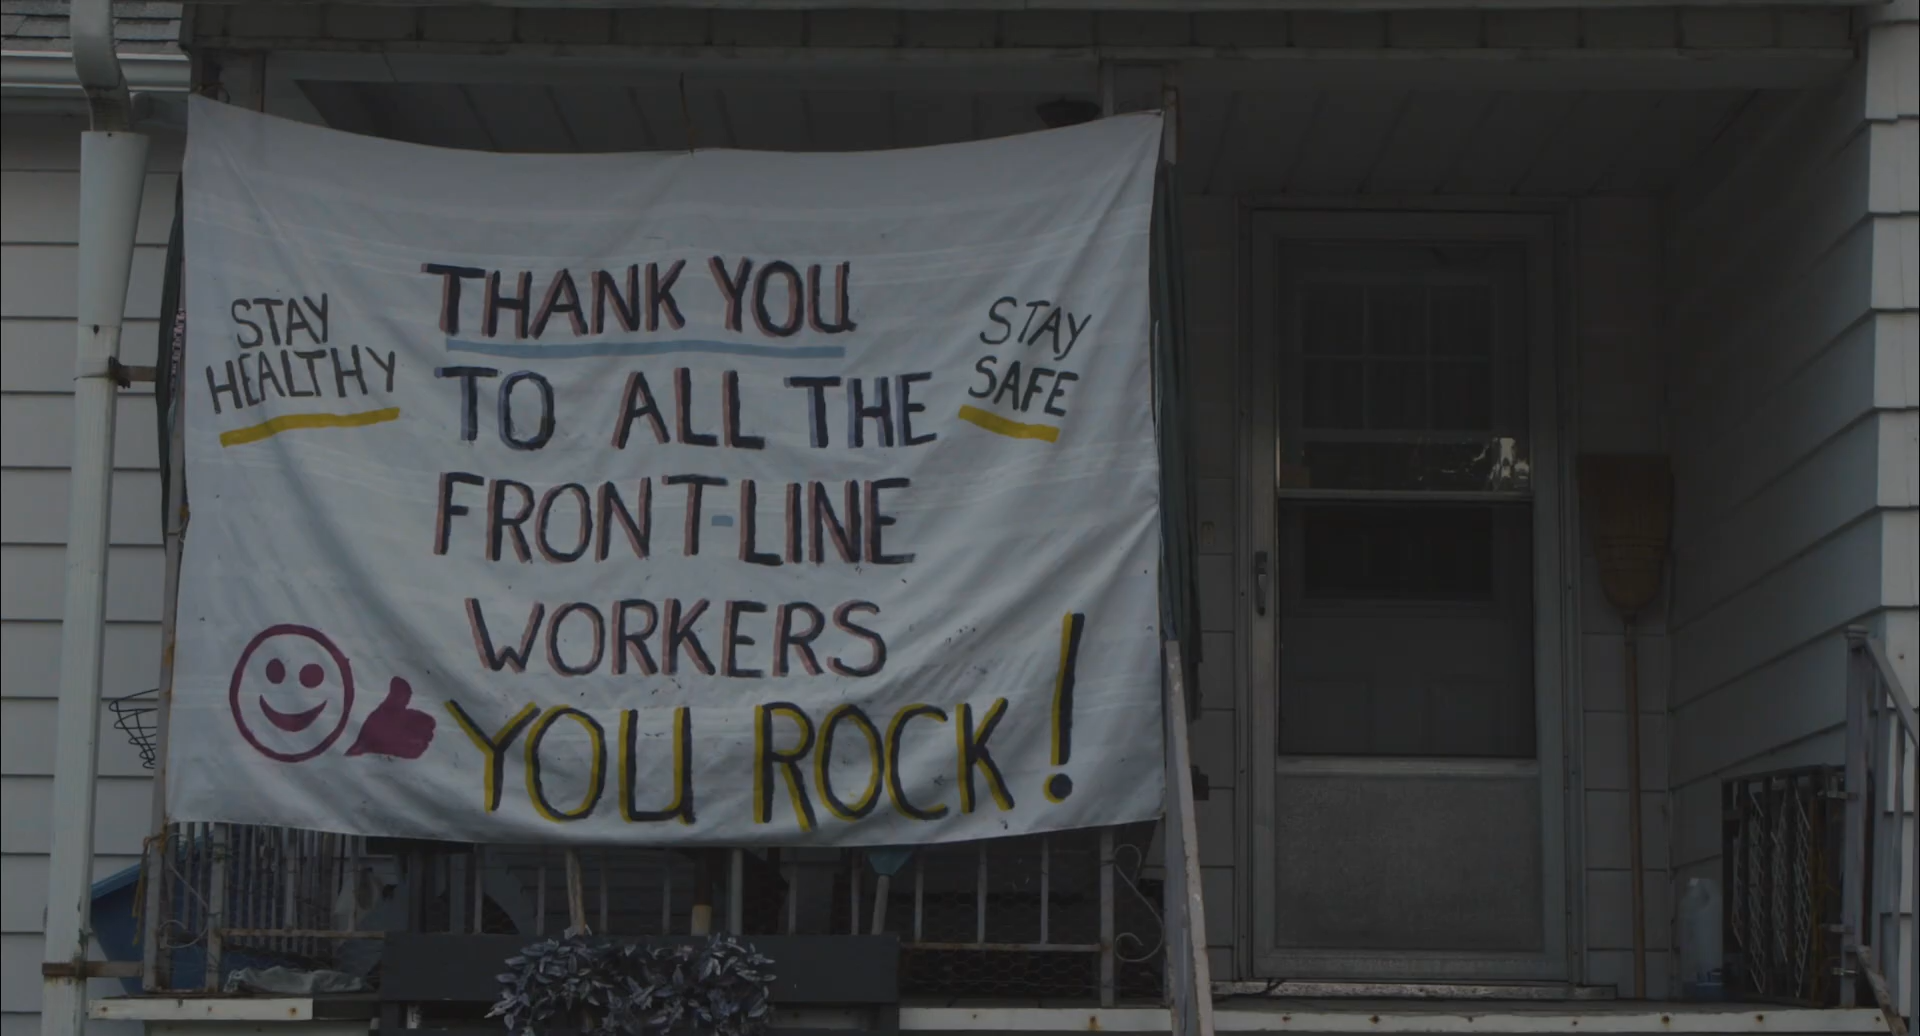 THANK YOU
TO ALL THE
FRONT-LINE
WORKERS
YOU ROCK!
STAY
HEALTHY
STAY
SAFE